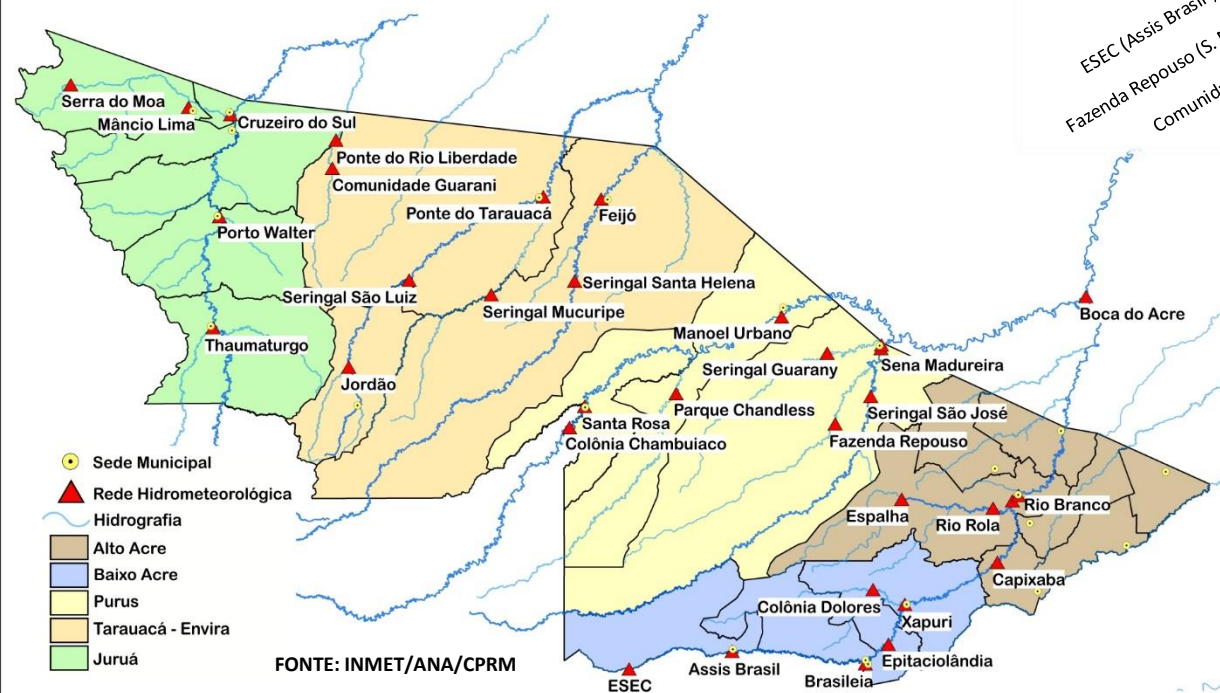 ESEC (Assis Brasil
Fazenda Repouso (S.
Comunida
Serra do Moa
Mâncio Lima
Cruzeiro do Sul
Ponte do Rio Liberdade
Comunidade Guarani
Ponte do Tarauacá
Feijó
Porto Walter
Seringal São Luiz
Seringal Mucuripe
Seringal Santa Helena
Boca do Acre
Manoel Urbano
Thaumaturgo
Seringal Guarany
Sena Madureira
Jordão
Parque Chandless
Seringal São José
Santa Rosa
Colônia Chambuiaco
Fazenda Repouso
Espalha
Rio Rola
Rio Branco
Capixaba
Colônia Dolores
Xapuri
Epitaciolândia
Assis Brasil
Brasileia
ESEC
Sede Municipal
Rede Hidrometeorológica
Hidrografia
Alto Acre
Baixo Acre
Purus
Tarauacá - Envira
Juruá
FONTE: INMET/ANA/CPRM